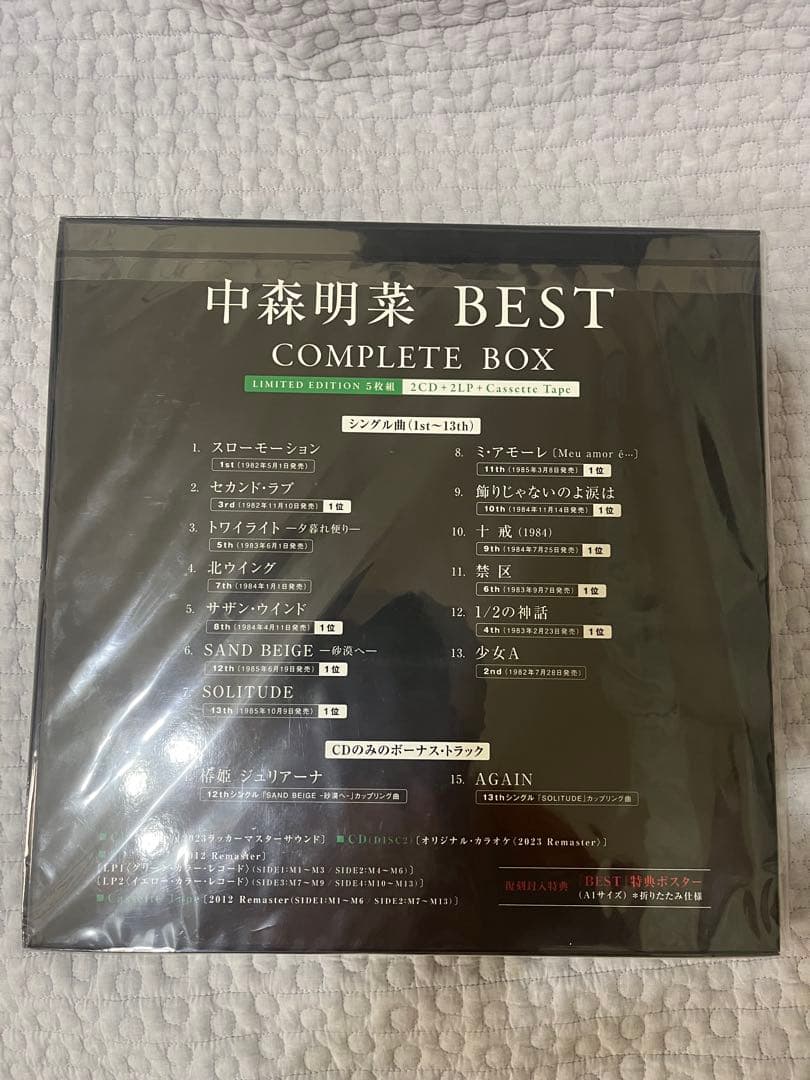 中森明菜 BEST
COMPLETE BOX
LIMITED EDITION 5枚組 2CD+2LP+Cassette Tape
シングル曲(1st～13th)
1. スローモーション
1st (1982年5月1日発売)
2. セカンド・ラブ
3rd (1982年11月10日発売) 1位
3. トワイライト ―夕暮れ便り―
5th (1983年6月1日発売)
4. 北ウイング
7th (1984年1月1日発売)
5. サザン・ウインド
8th (1984年4月11日発売) 1位
6. SAND BEIGE ―砂漠へ―
12th (1985年6月19日発売) 1位
7. SOLITUDE
13th (1985年10月9日発売) 1位
8. ミ・アモーレ〔Meu amor é…〕
11th (1985年3月8日発売) 1位
9. 飾りじゃないのよ涙は
10th (1984年11月14日発売) 1位
10. 十戒 (1984)
9th (1984年7月25日発売) 1位
11. 禁区
6th (1983年9月7日発売) 1位
12. 1/2の神話
4th (1983年2月23日発売) 1位
13. 少女A
2nd (1982年7月28日発売)
CDのみのボーナス・トラック
椿姫 ジュリアーナ
12thシングル「SAND BEIGE -砂漠へ-」カップリング曲
15. AGAIN
13thシングル「SOLITUDE」カップリング曲
2023ラッカーマスターサウンド] ■CD(DISC2)[オリジナル・カラオケ〈2023 Remaster〉]
2012 Remaster]
[LP1〈グリーン・カラー・レコード〉(SIDE1:M1～M3 / SIDE2:M4～M6)]
[LP2〈イエロー・カラー・レコード〉(SIDE3:M7～M9 / SIDE4:M10～M13)]
■Cassette Tape[2012 Remaster(SIDE1:M1～M6 / SIDE2:M7～M13)]
復刻封入特典 「BEST」特典ポスター
(A1サイズ) *折りたたみ仕様